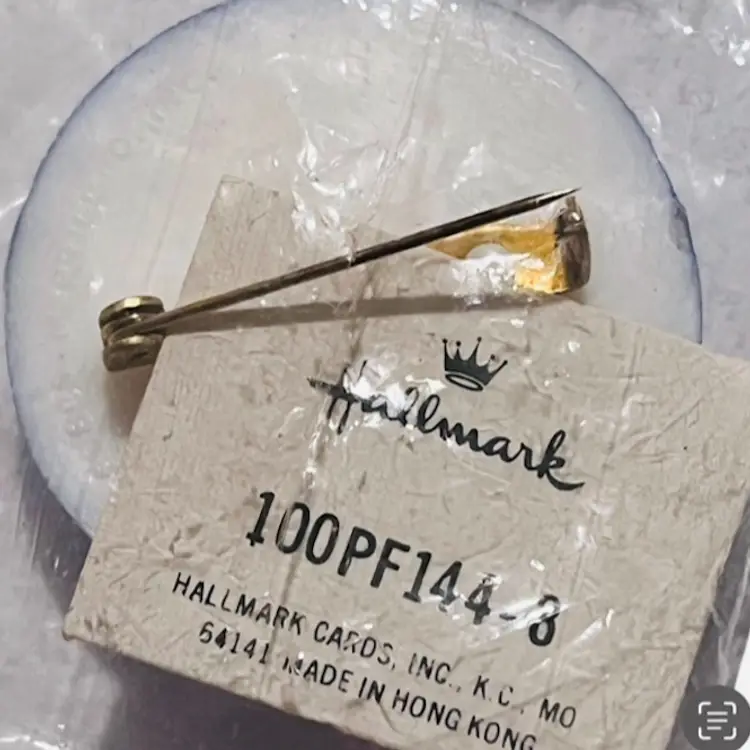 Hallmark
100PF144-8
HALLMARK CARDS, INC., K.C., MO
64141 MADE IN HONG KONG